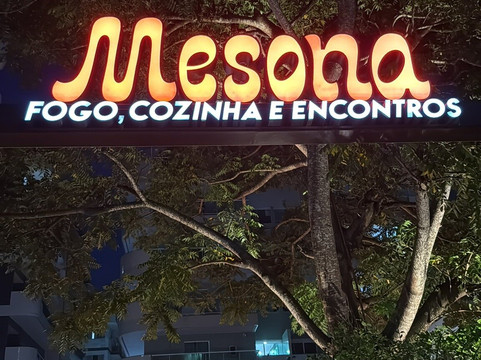 Mesona
FOGO, COZINHA E ENCONTROS